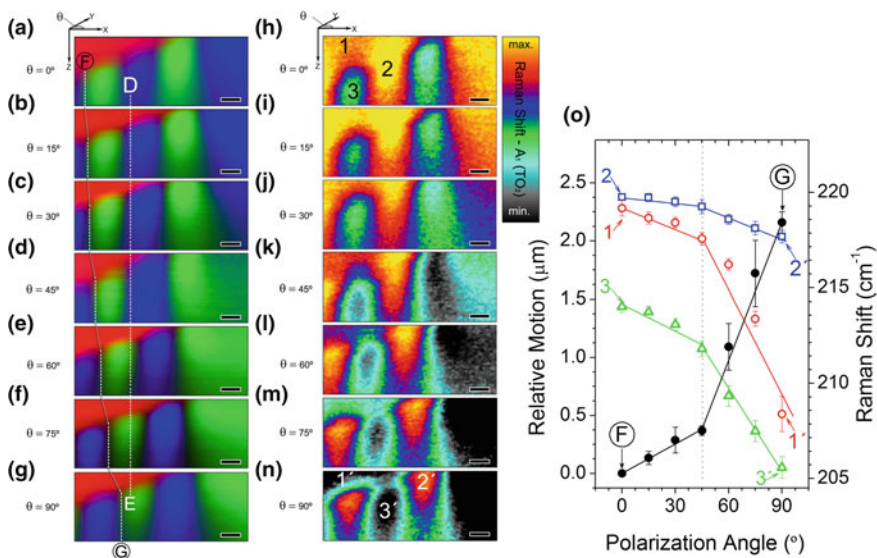 θ Y X Z
(a) θ = 0° F D
(b) θ = 15°
(c) θ = 30°
(d) θ = 45°
(e) θ = 60°
(f) θ = 75°
(g) θ = 90° E
G
θ Y X Z
(h) θ = 0° 1 2 3
(i) θ = 15°
(j) θ = 30°
(k) θ = 45°
(l) θ = 60°
(m) θ = 75°
(n) θ = 90° 1´ 2´ 3´
max.
Raman Shift - A₁ (TO₂)
min.
(o)
Relative Motion (μm)
2.5
2.0
1.5
1.0
0.5
0.0
2
1
3
F
G
2´
1´
3´
220
215
210
205
Raman Shift (cm⁻¹)
0 15 30 45 60 75 90
Polarization Angle (°)